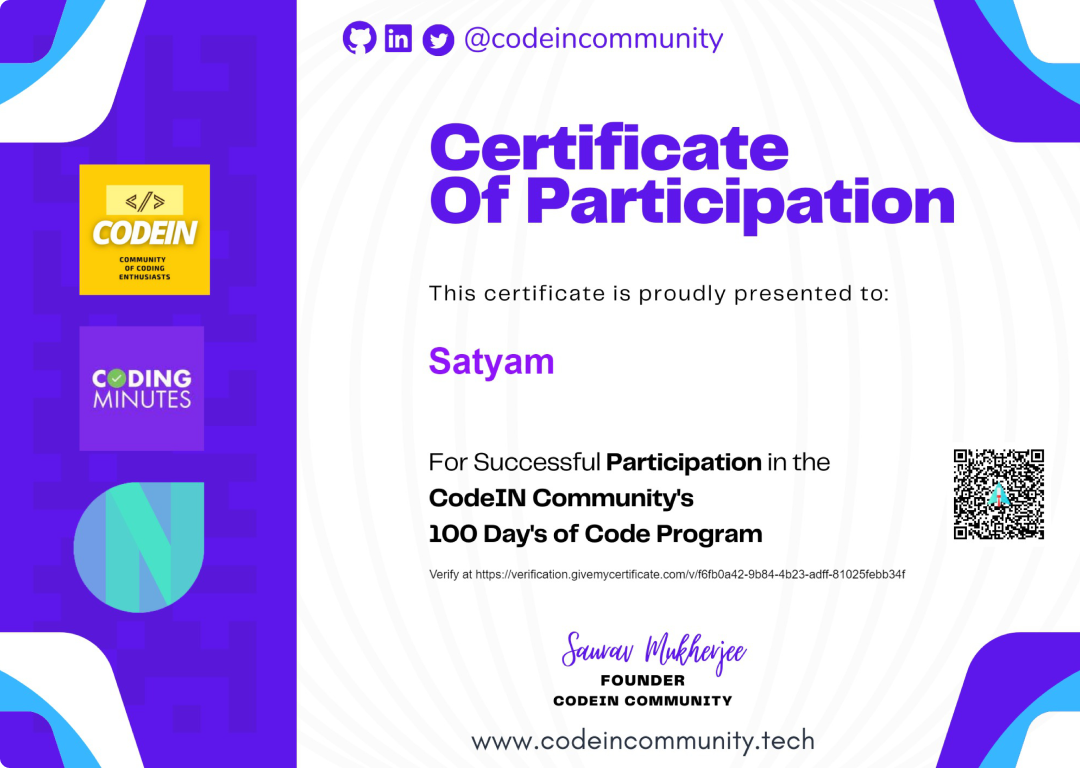 @codeincommunity
Certificate
Of Participation
This certificate is proudly presented to:
Satyam
For Successful Participation in the
CodeIN Community's
100 Day's of Code Program
Verify at https://verification.givemycertificate.com/v/f6fb0a42-9b84-4b23-adff-81025febb34f
Saurav Mukherjee
FOUNDER
CODEIN COMMUNITY
www.codeincommunity.tech
</>
CODEIN
COMMUNITY
OF CODING
ENTHUSIASTS
CODING
MINUTES
N
in